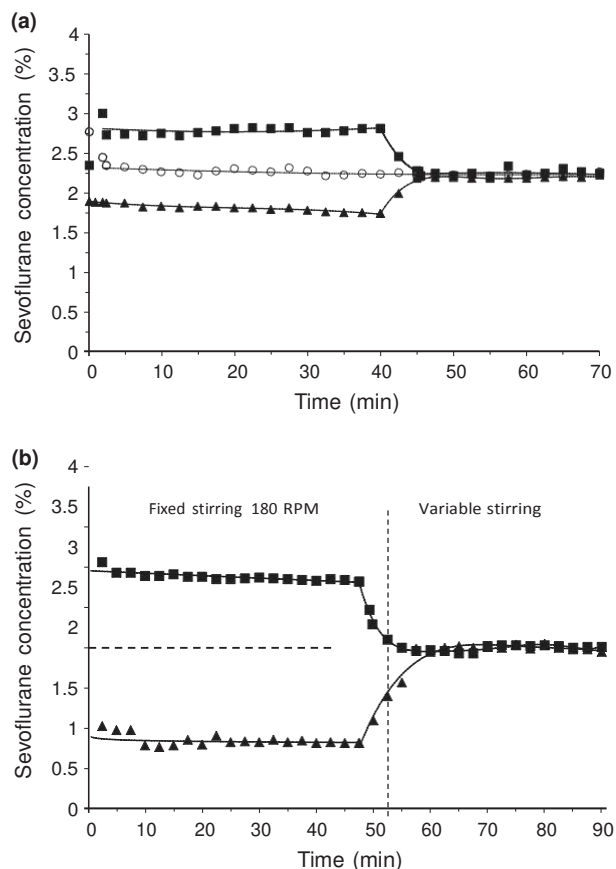 (a)
4
3.5
3
2.5
2
1.5
1
0.5
0
Sevoflurane concentration (%)
0 10 20 30 40 50 60 70
Time (min)
(b)
4
3.5
3
2.5
2
1.5
1
0.5
0
Sevoflurane concentration (%)
Fixed stirring 180 RPM Variable stirring
0 10 20 30 40 50 60 70 80 90
Time (min)